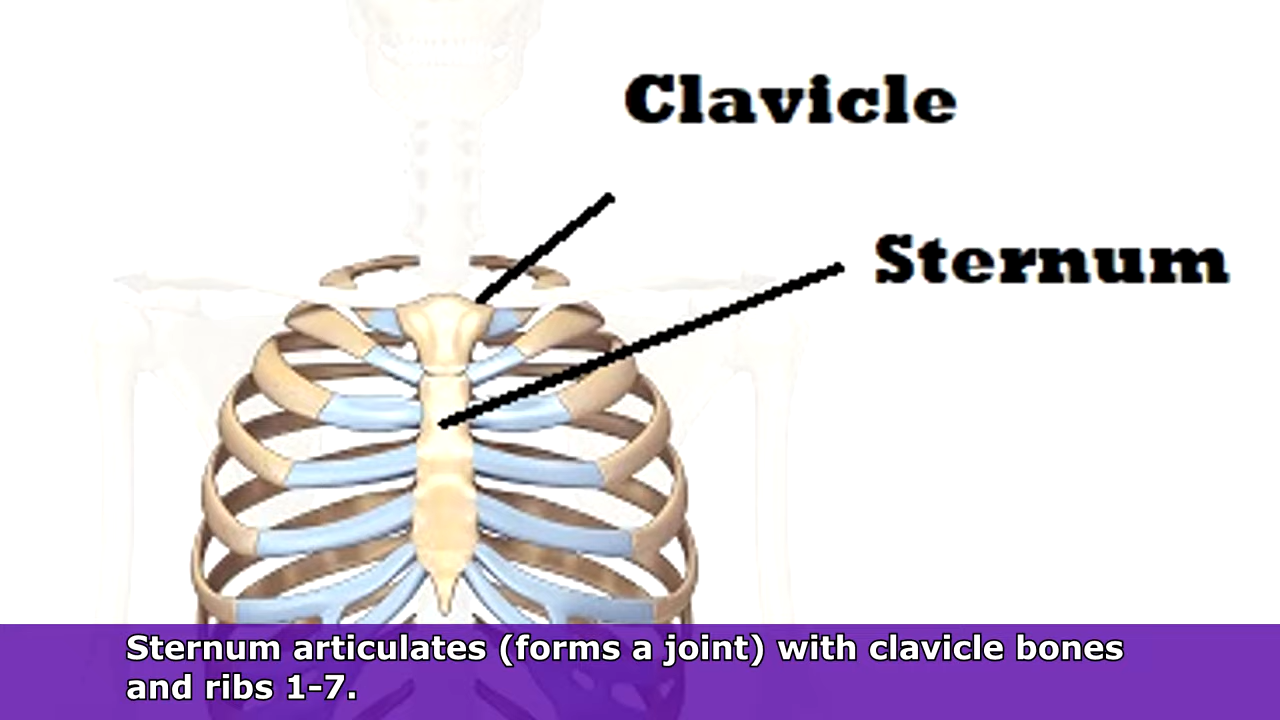 Clavicle
Sternum
Sternum articulates (forms a joint) with clavicle bones
and ribs 1-7.